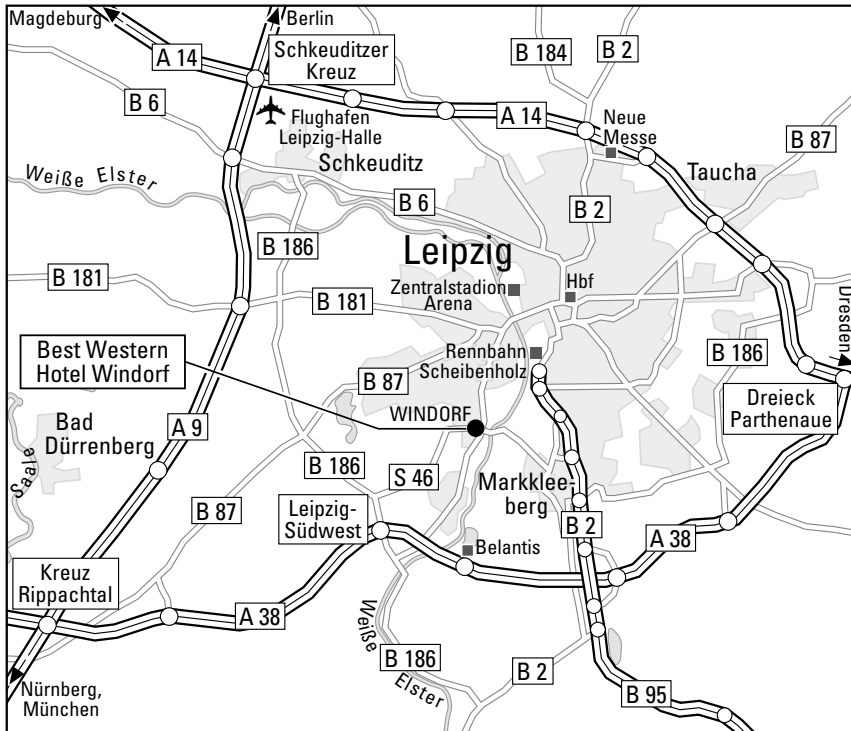 Magdeburg
Berlin
A 14
Schkeuditzer
Kreuz
B 184
B 2
B 6
Flughafen
Leipzig-Halle
A 14
Neue
Messe
B 87
Schkeuditz
Taucha
Weiße Elster
B 6
B 2
B 186
Leipzig
B 181
Zentralstadion
Arena
Hbf
B 181
Dresden
Best Western
Hotel Windorf
Rennbahn
Scheibenholz
B 186
B 87
Dreieck
Parthenaue
WINDORF
Bad
Dürrenberg
A 9
Saale
B 186
S 46
Markklee-
berg
B 87
Leipzig-
Südwest
B 2
A 38
Belantis
Kreuz
Rippachtal
A 38
Weiße
Elster
B 186
B 2
Nürnberg,
München
B 95